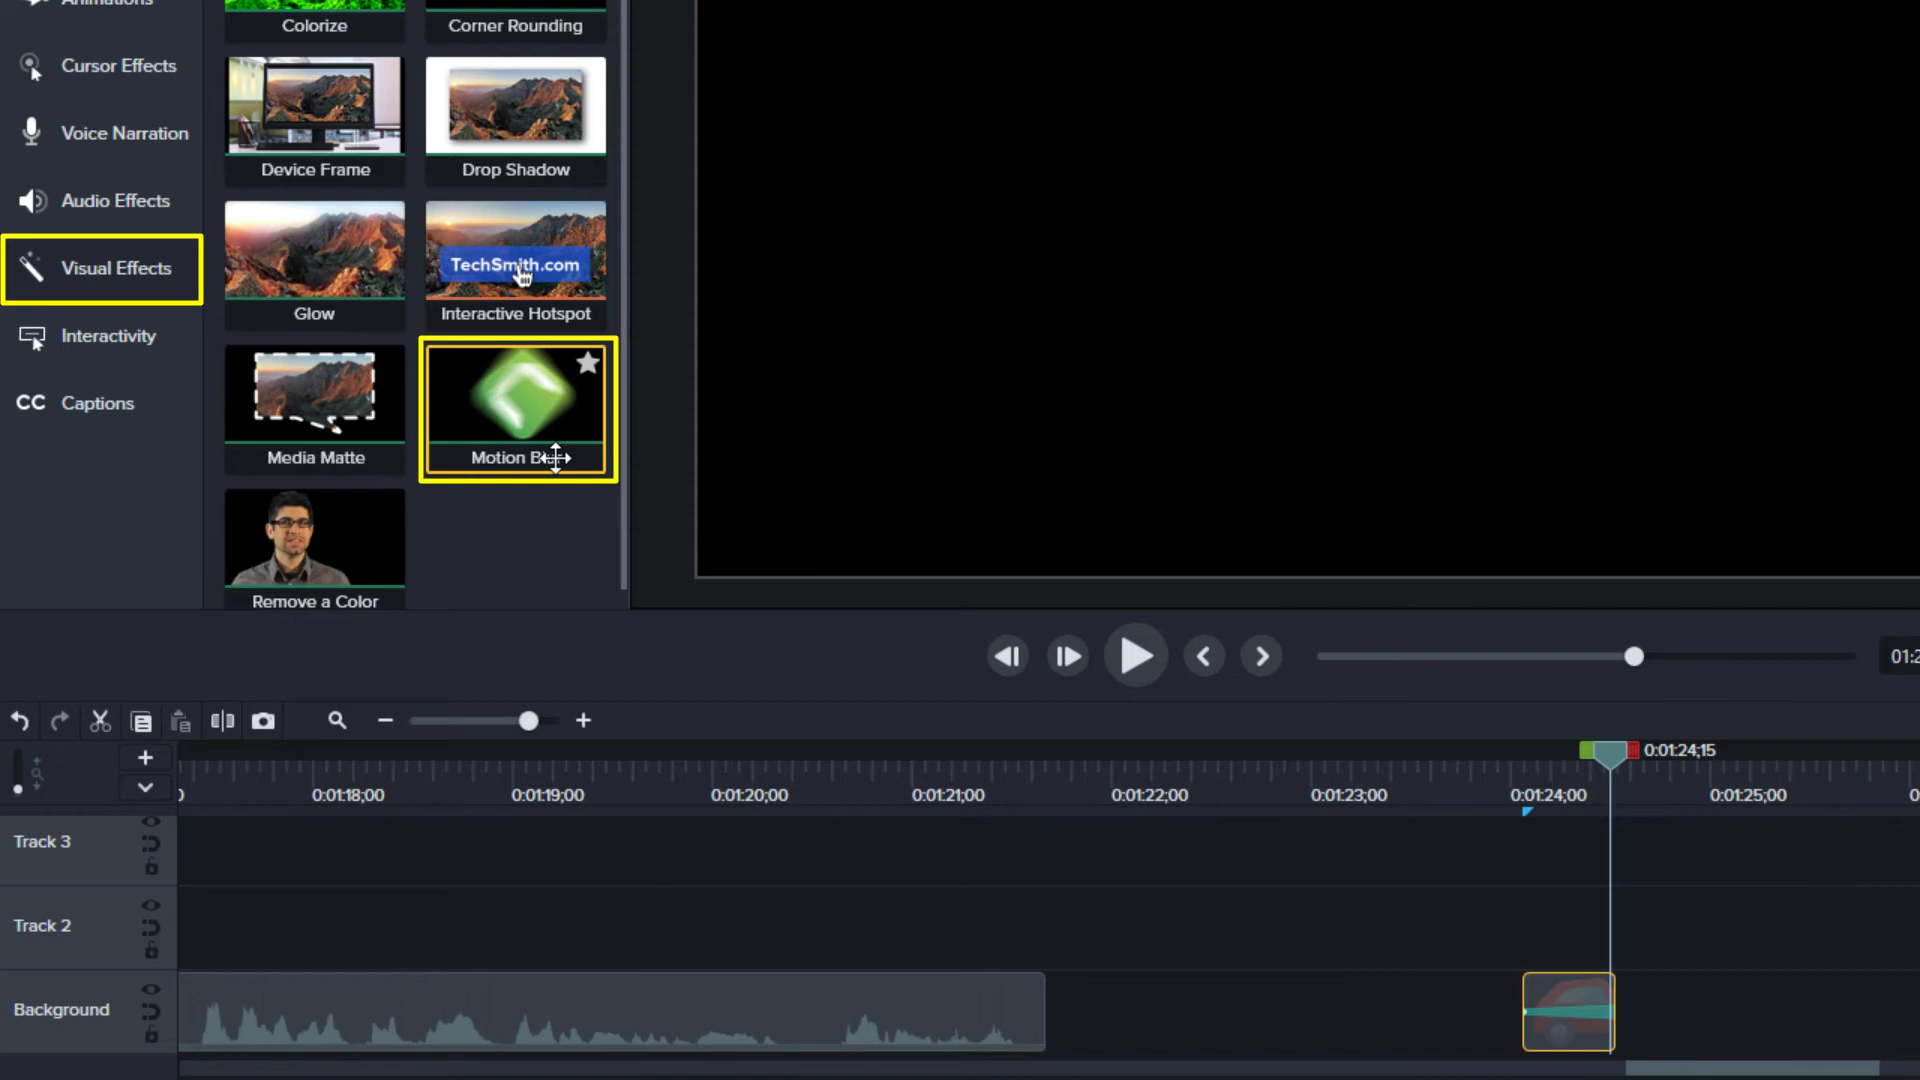 Animations
Colorize
Corner Rounding
Cursor Effects
Voice Narration
Device Frame
Drop Shadow
Audio Effects
TechSmith.com
Visual Effects
Glow
Interactive Hotspot
Interactivity
CC Captions
Media Matte
Motion
Remove a Color
0:01:24;15
0:01:18;00
0:01:19;00
0:01:20;00
0:01:21;00
0:01:22;00
0:01:23;00
0:01:24;00
0:01:25;00
Track 3
Track 2
Background